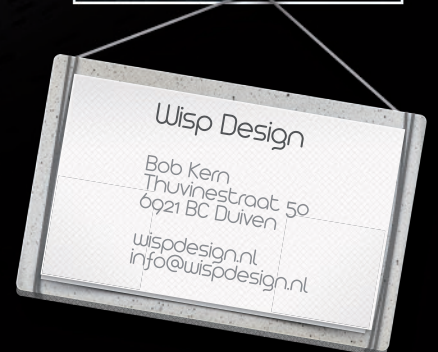 Wisp Design
Bob Kern
Thuvinestraat 50
6921 BC Duiven
wispdesign.nl
info@wispdesign.nl